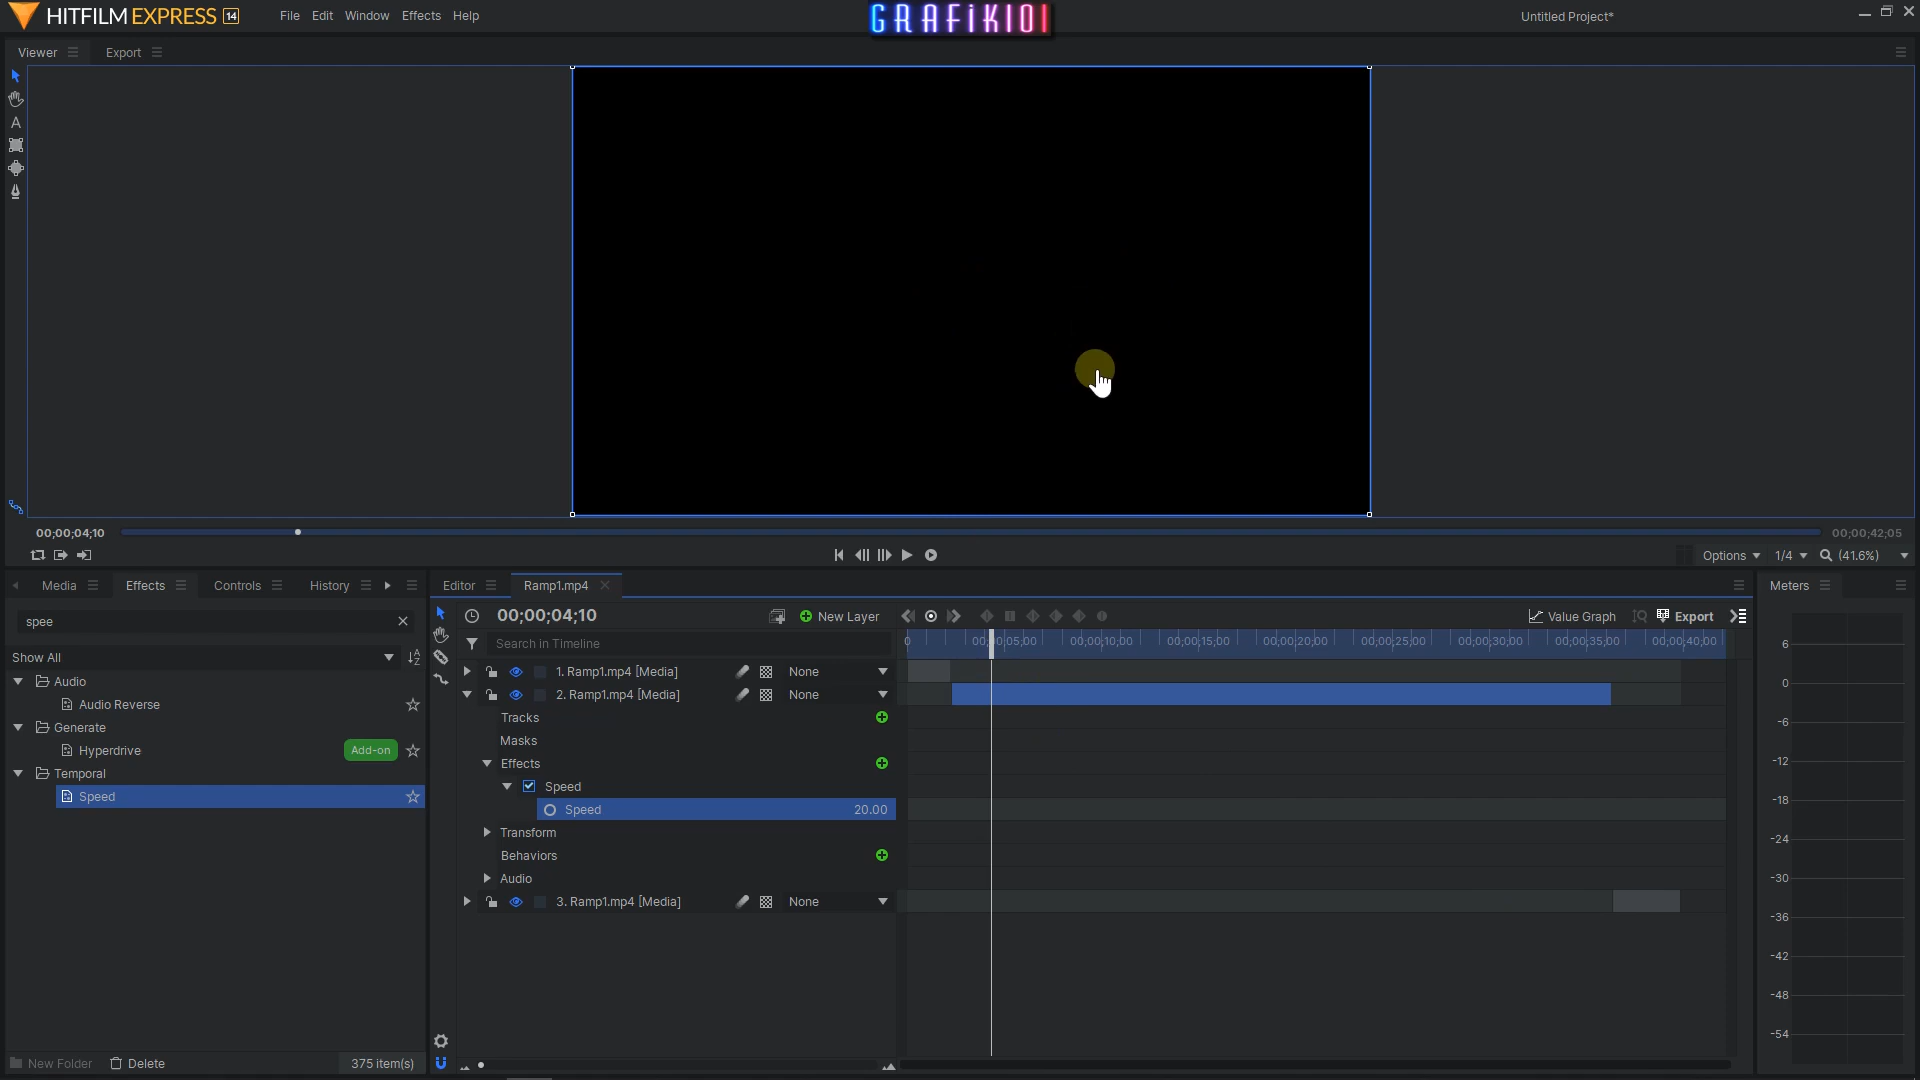 HITFILM EXPRESS 14
File Edit Window Effects Help
GRAFIK101
Untitled Project*
Viewer Export
00;00;04;10
00;00;42;05
Options 1/4 (41.6%)
Media Effects Controls History
Editor Ramp1.mp4
Meters
spee
00;00;04;10
New Layer
Value Graph Export
Search in Timeline
0 00;00;05;00 00;00;10;00 00;00;15;00 00;00;20;00 00;00;25;00 00;00;30;00 00;00;35;00 00;00;40;00
Show All
Audio
Audio Reverse
Generate
Hyperdrive Add-on
Temporal
Speed
1. Ramp1.mp4 [Media] None
2. Ramp1.mp4 [Media] None
Tracks
Masks
Effects
Speed
Speed 20.00
Transform
Behaviors
Audio
3. Ramp1.mp4 [Media] None
6
0
-6
-12
-18
-24
-30
-36
-42
-48
-54
New Folder Delete 375 item(s)